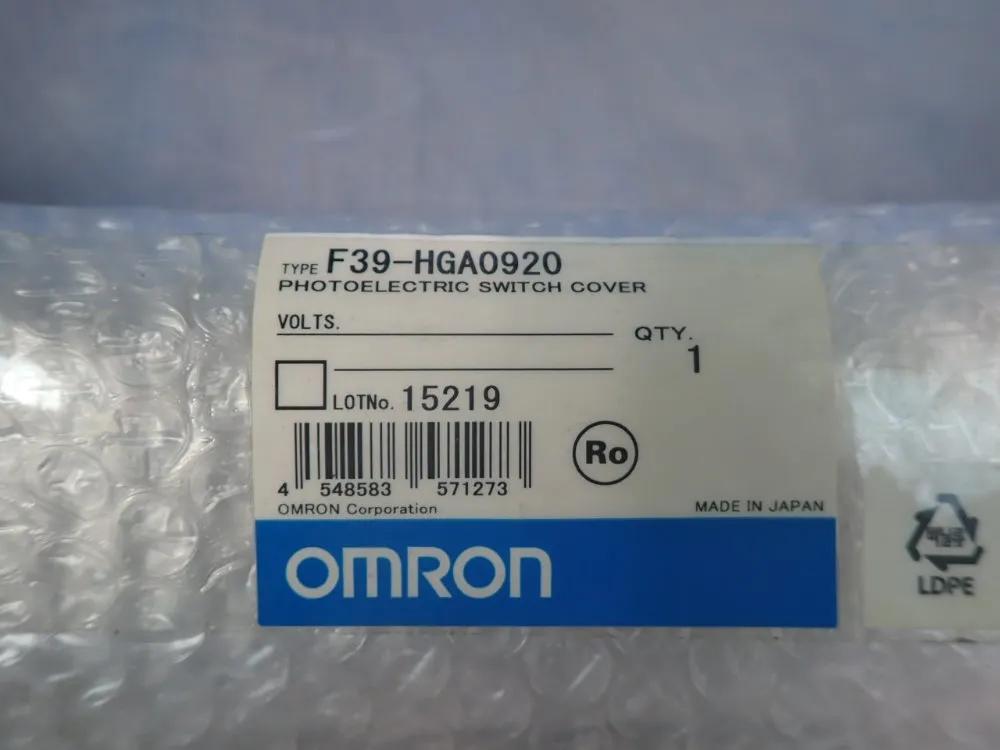 TYPE F39-HGA0920
PHOTOELECTRIC SWITCH COVER
VOLTS.
QTY.
1
LOTNo. 15219
Ro
4 548583 571273
OMRON Corporation
MADE IN JAPAN
OMRON
LDPE